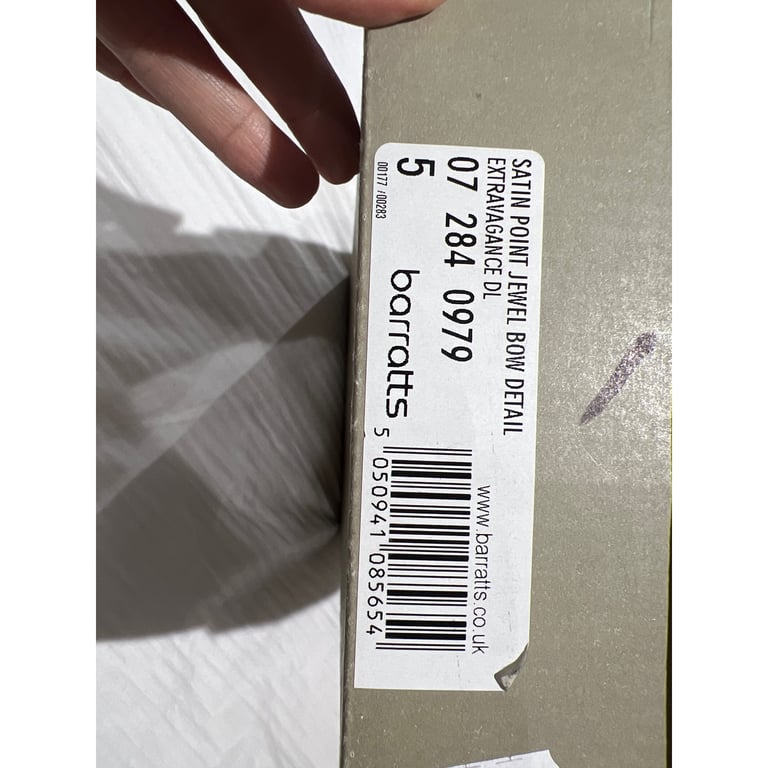 SATIN POINT JEWEL BOW DETAIL
EXTRAVAGANCE DL
07 284 0979
5
00177 /00283
barratts
www.barratts.co.uk
5 050941 085654